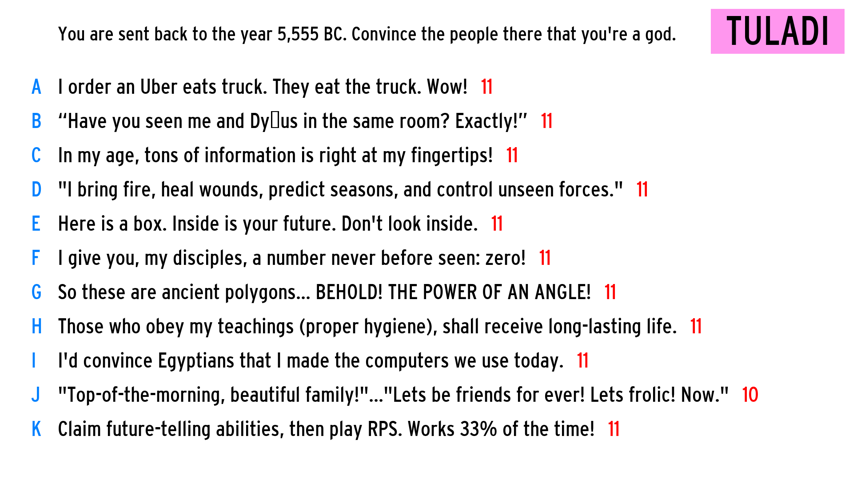 You are sent back to the year 5,555 BC. Convince the people there that you're a god.
TULADI
A I order an Uber eats truck. They eat the truck. Wow! 11
B “Have you seen me and Dy▯us in the same room? Exactly!” 11
C In my age, tons of information is right at my fingertips! 11
D "I bring fire, heal wounds, predict seasons, and control unseen forces." 11
E Here is a box. Inside is your future. Don't look inside. 11
F I give you, my disciples, a number never before seen: zero! 11
G So these are ancient polygons... BEHOLD! THE POWER OF AN ANGLE! 11
H Those who obey my teachings (proper hygiene), shall receive long-lasting life. 11
I I'd convince Egyptians that I made the computers we use today. 11
J "Top-of-the-morning, beautiful family!"..."Lets be friends for ever! Lets frolic! Now." 10
K Claim future-telling abilities, then play RPS. Works 33% of the time! 11